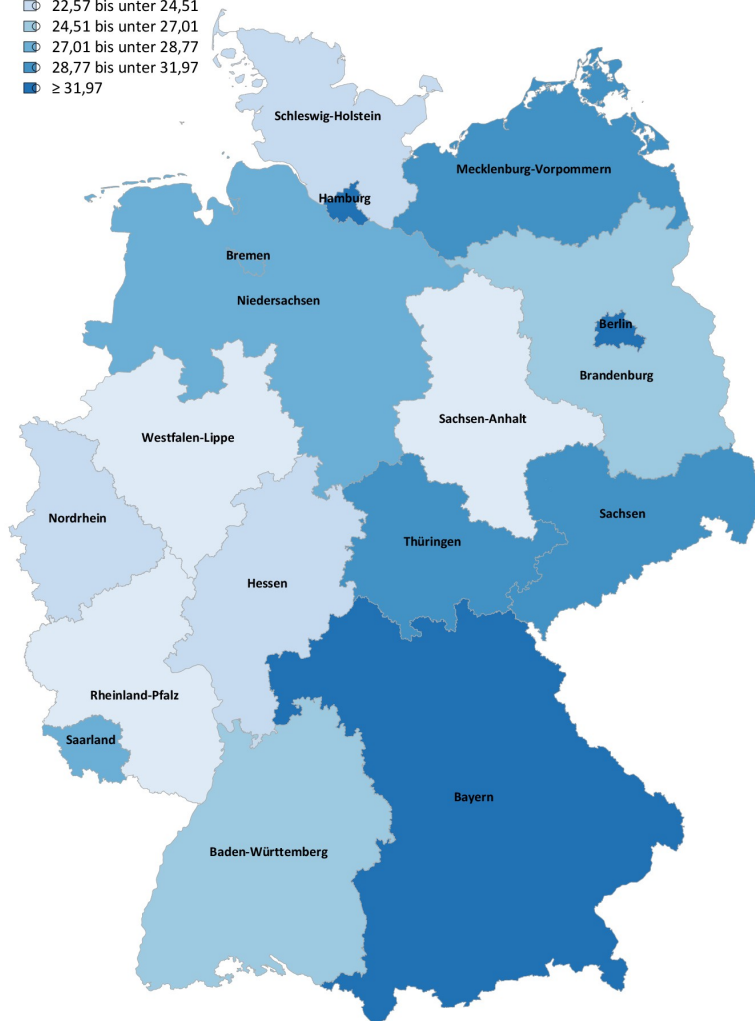 22,57 bis unter 24,51
24,51 bis unter 27,01
27,01 bis unter 28,77
28,77 bis unter 31,97
≥ 31,97
Schleswig-Holstein
Mecklenburg-Vorpommern
Hamburg
Bremen
Niedersachsen
Berlin
Brandenburg
Sachsen-Anhalt
Westfalen-Lippe
Nordrhein
Sachsen
Thüringen
Hessen
Rheinland-Pfalz
Saarland
Bayern
Baden-Württemberg